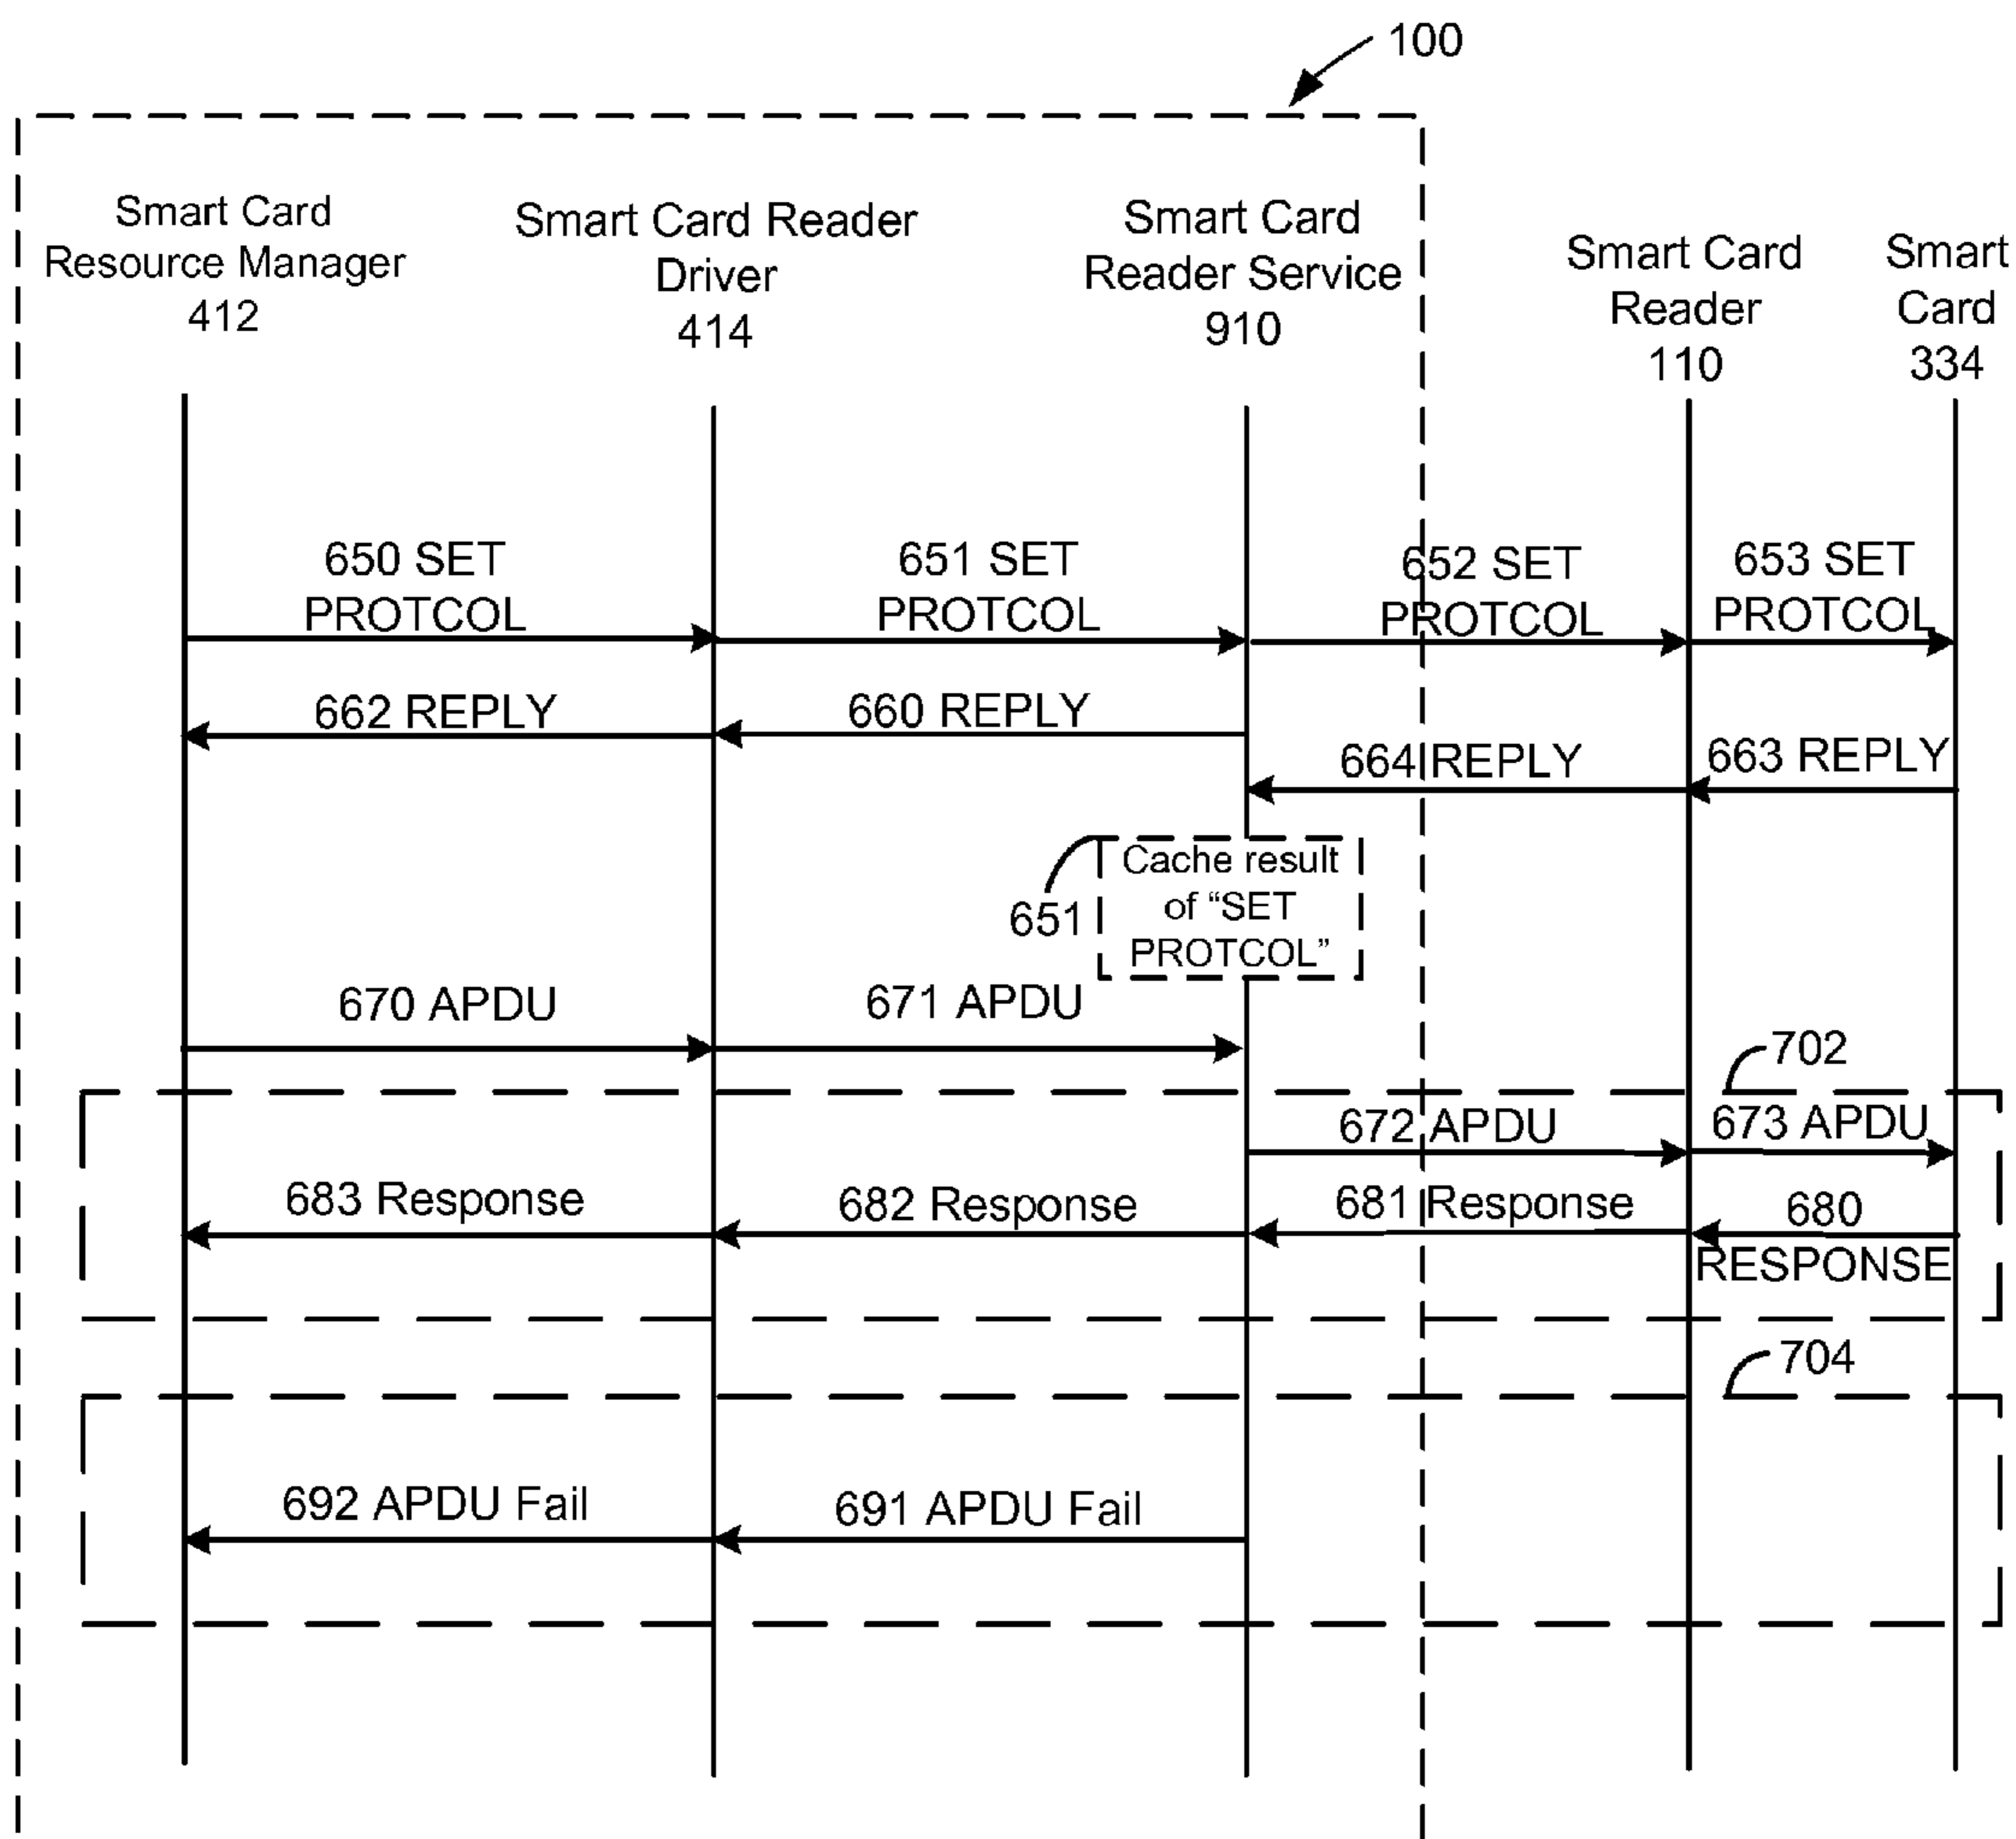 100
Smart Card
Resource Manager
412
Smart Card Reader
Driver
414
Smart Card
Reader Service
910
Smart Card
Reader
110
Smart
Card
334
650 SET
PROTCOL
651 SET
PROTCOL
652 SET
PROTCOL
653 SET
PROTCOL
662 REPLY
660 REPLY
664 REPLY
663 REPLY
651
Cache result
of “SET
PROTCOL”
670 APDU
671 APDU
702
672 APDU
673 APDU
683 Response
682 Response
681 Response
680
RESPONSE
704
692 APDU Fail
691 APDU Fail